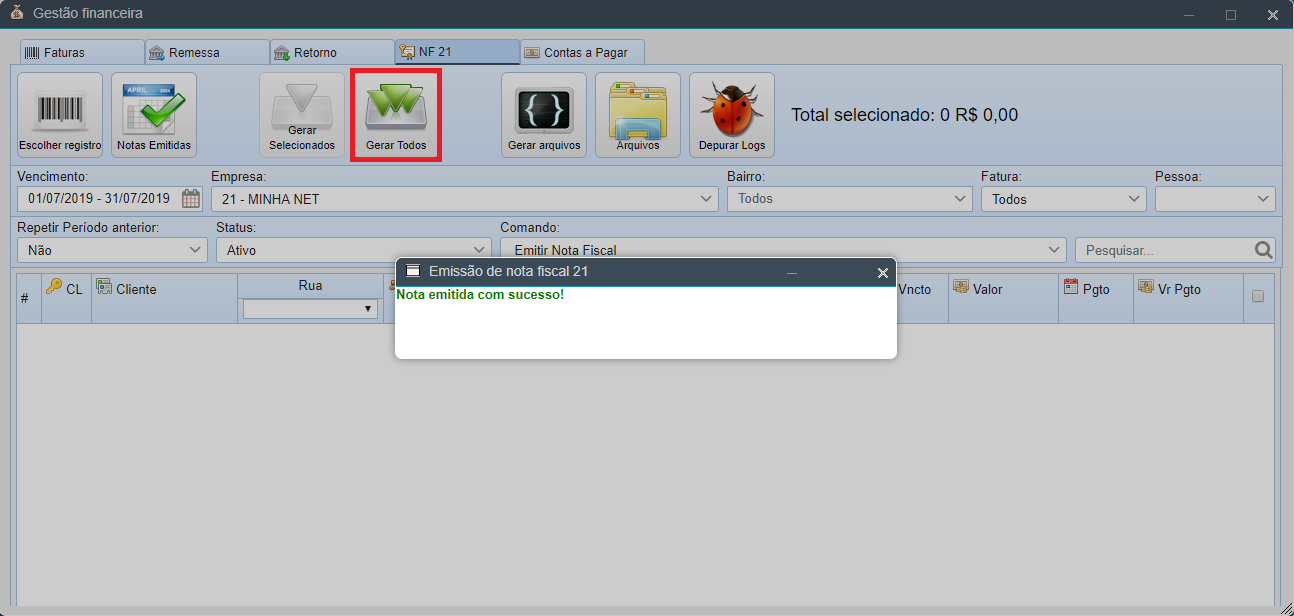 Gestão financeira
Faturas
Remessa
Retorno
NF 21
Contas a Pagar
Escolher registro
APRIL
Notas Emitidas
Gerar
Selecionados
Gerar Todos
{ }
Gerar arquivos
Arquivos
Depurar Logs
Total selecionado: 0 R$ 0,00
Vencimento:
Empresa:
Bairro:
Fatura:
Pessoa:
01/07/2019 - 31/07/2019
21 - MINHA NET
Todos
Todos
Repetir Período anterior:
Status:
Comando:
Não
Ativo
Emitir Nota Fiscal
Pesquisar...
Emissão de nota fiscal 21
Nota emitida com sucesso!
#
CL
Cliente
Rua
Vncto
Valor
Pgto
Vr Pgto